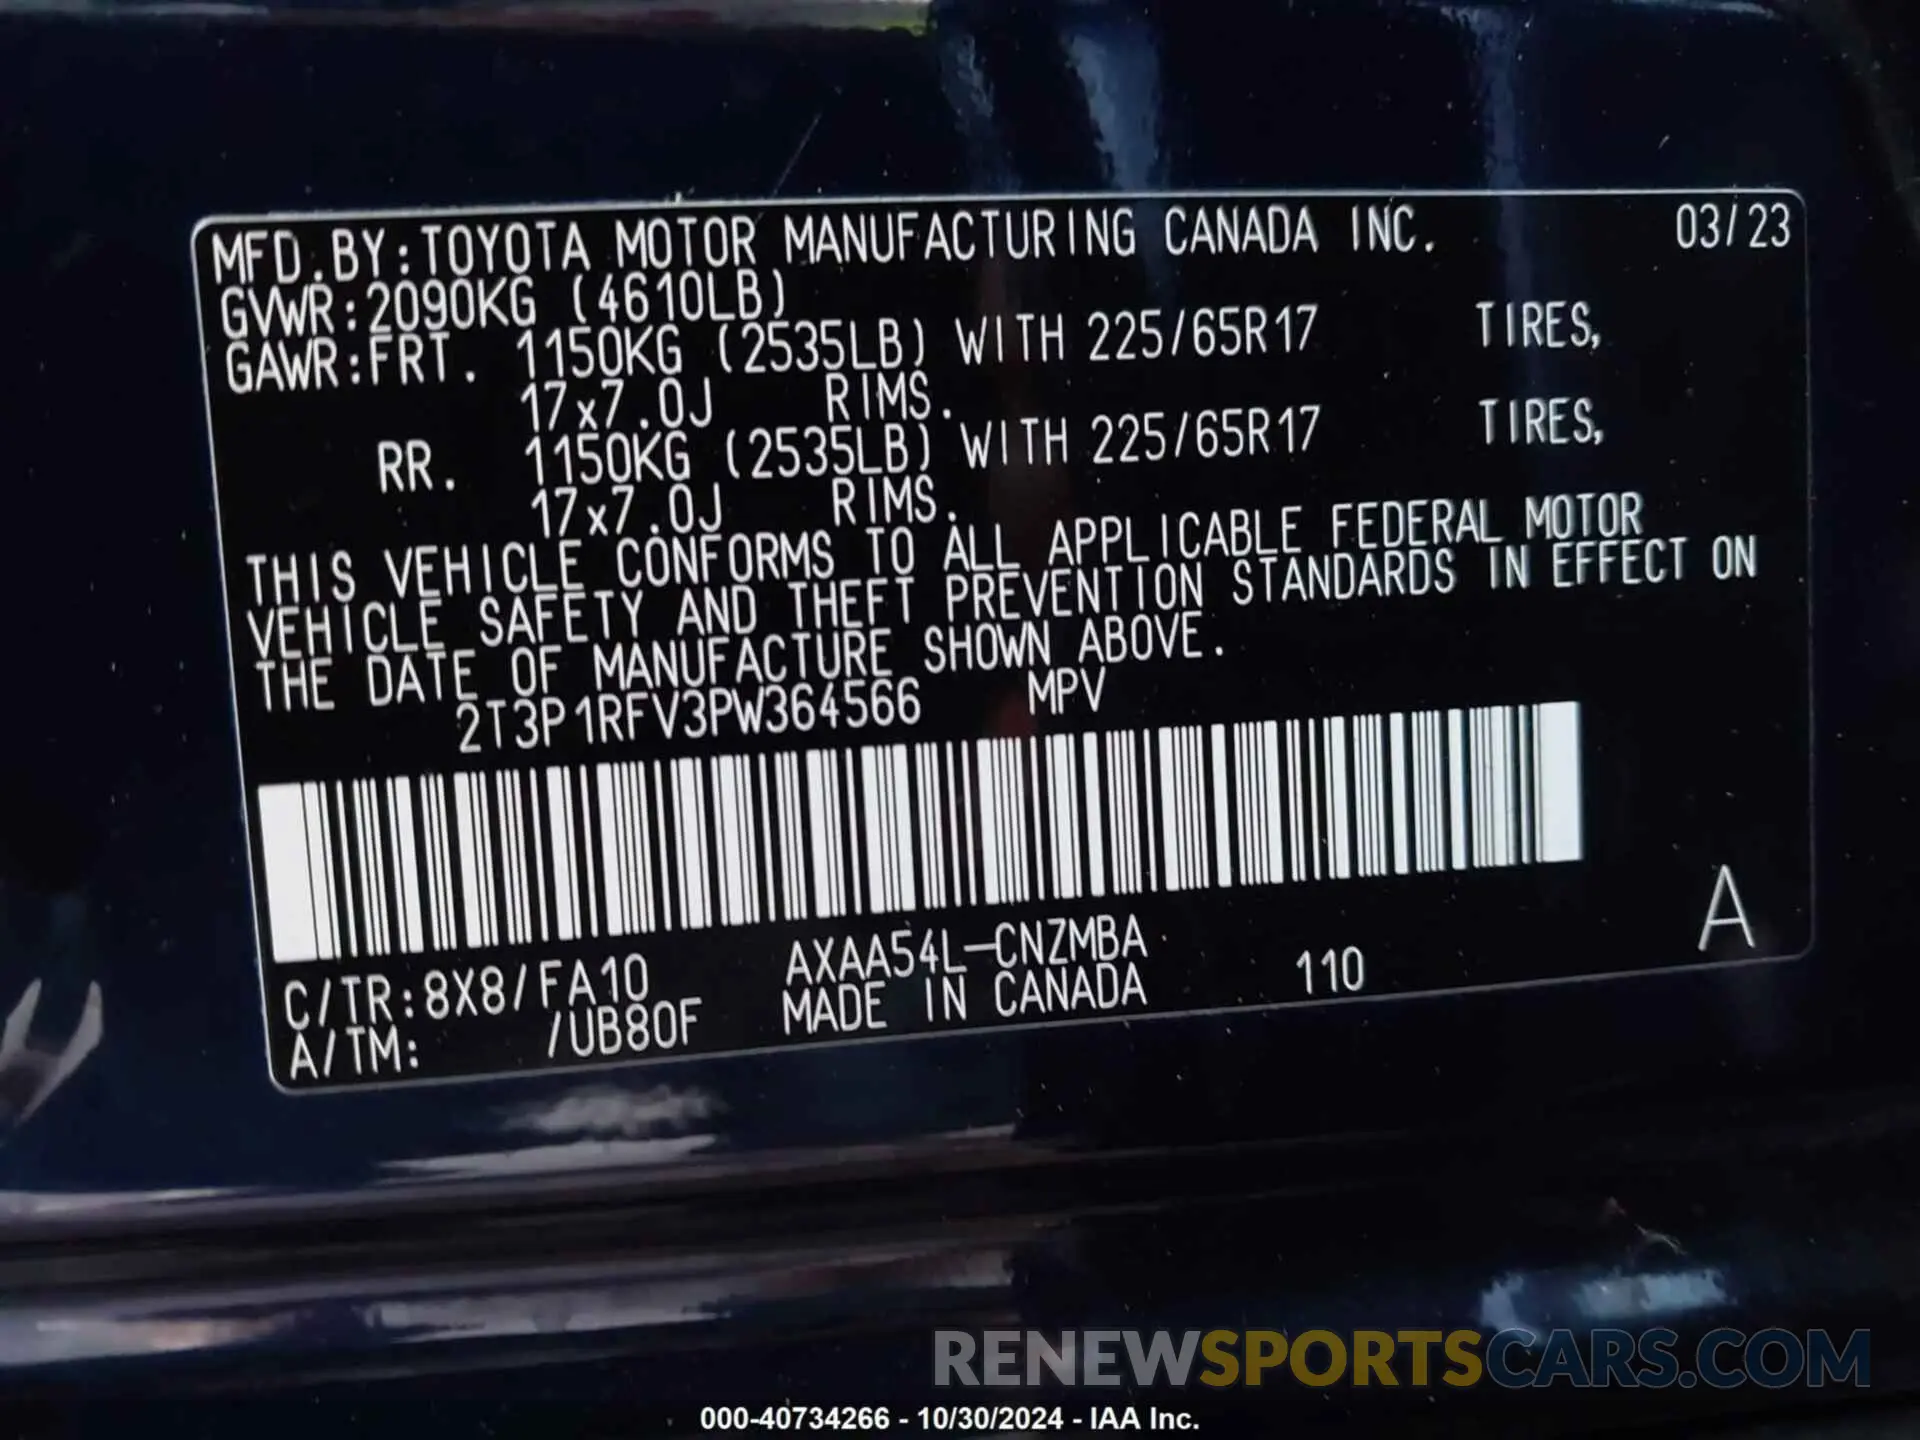 MFD.BY:TOYOTA MOTOR MANUFACTURING CANADA INC. 03/23
GVWR:2090KG (4610LB)
GAWR:FRT. 1150KG (2535LB) WITH 225/65R17 TIRES,
17x7.0J RIMS.
RR. 1150KG (2535LB) WITH 225/65R17 TIRES,
17x7.0J RIMS.
THIS VEHICLE CONFORMS TO ALL APPLICABLE FEDERAL MOTOR
VEHICLE SAFETY AND THEFT PREVENTION STANDARDS IN EFFECT ON
THE DATE OF MANUFACTURE SHOWN ABOVE.
2T3P1RFV3PW364566 MPV
A
C/TR:8X8/FA10 AXAA54L-CNZMBA
A/TM: /UB80F MADE IN CANADA 110
RENEWSPORTSCARS.COM
000-40734266 - 10/30/2024 - IAA Inc.